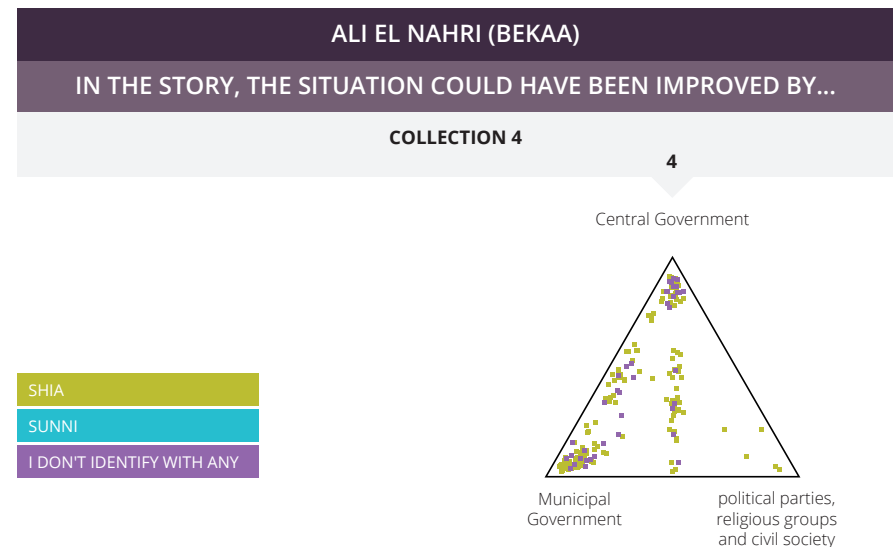 ALI EL NAHRI (BEKAA)
IN THE STORY, THE SITUATION COULD HAVE BEEN IMPROVED BY...
COLLECTION 4
4
Central Government
SHIA
SUNNI
I DON'T IDENTIFY WITH ANY
Municipal
Government
political parties,
religious groups
and civil society